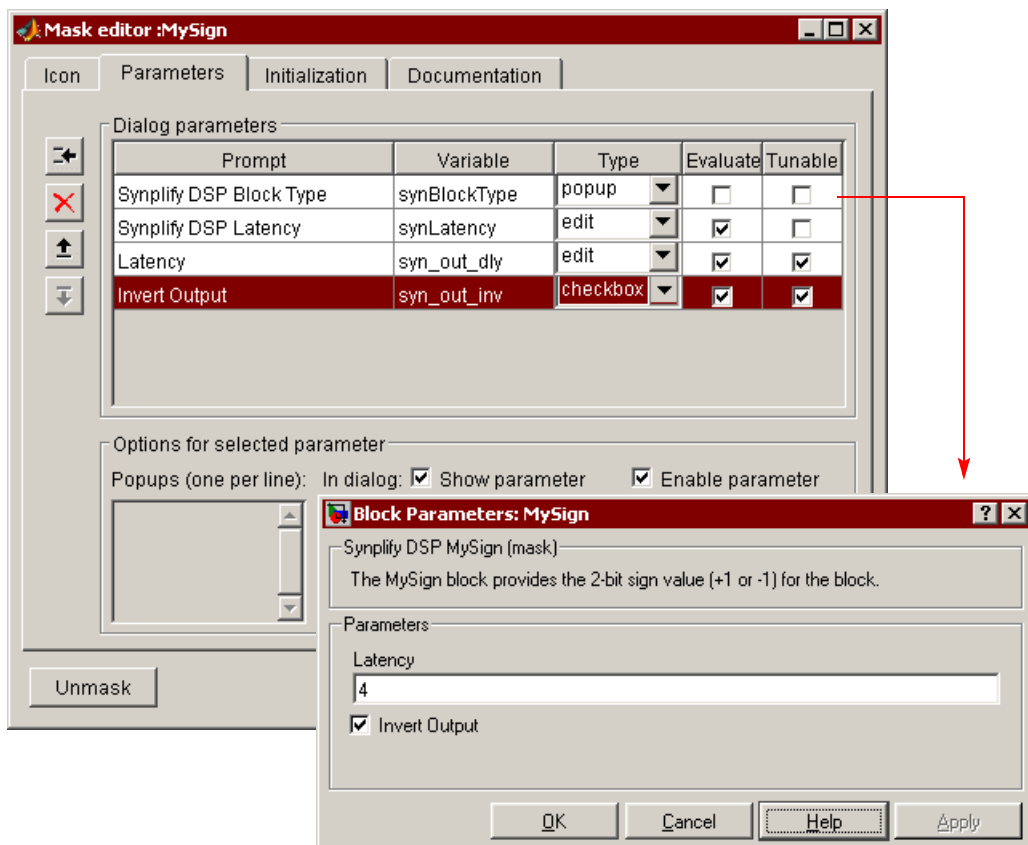 Mask editor :MySign
Icon Parameters Initialization Documentation
Dialog parameters
Prompt Variable Type Evaluate Tunable
Synplify DSP Block Type synBlockType popup
Synplify DSP Latency synLatency edit
Latency syn_out_dly edit
Invert Output syn_out_inv checkbox
Options for selected parameter
Popups (one per line): In dialog: Show parameter Enable parameter
Unmask
Block Parameters: MySign
Synplify DSP MySign (mask)
The MySign block provides the 2-bit sign value (+1 or -1) for the block.
Parameters
Latency
4
Invert Output
OK Cancel Help Apply